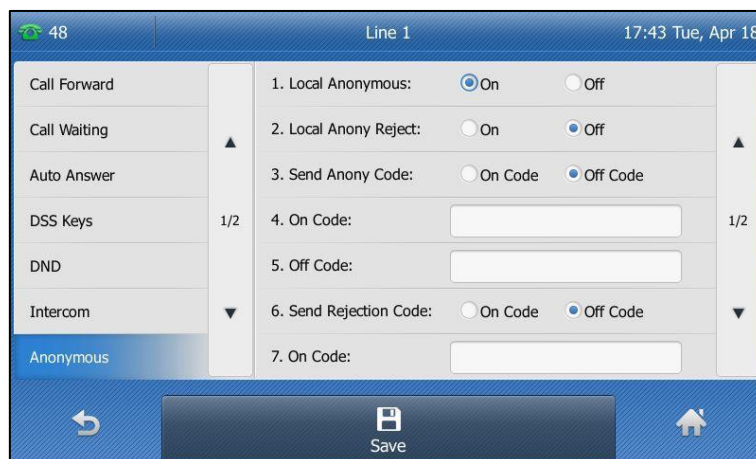 48 Line 1 17:43 Tue, Apr 18
Call Forward
Call Waiting
Auto Answer
DSS Keys
DND
Intercom
Anonymous
1/2
1. Local Anonymous: On Off
2. Local Anony Reject: On Off
3. Send Anony Code: On Code Off Code
4. On Code:
5. Off Code:
6. Send Rejection Code: On Code Off Code
7. On Code:
1/2
Save